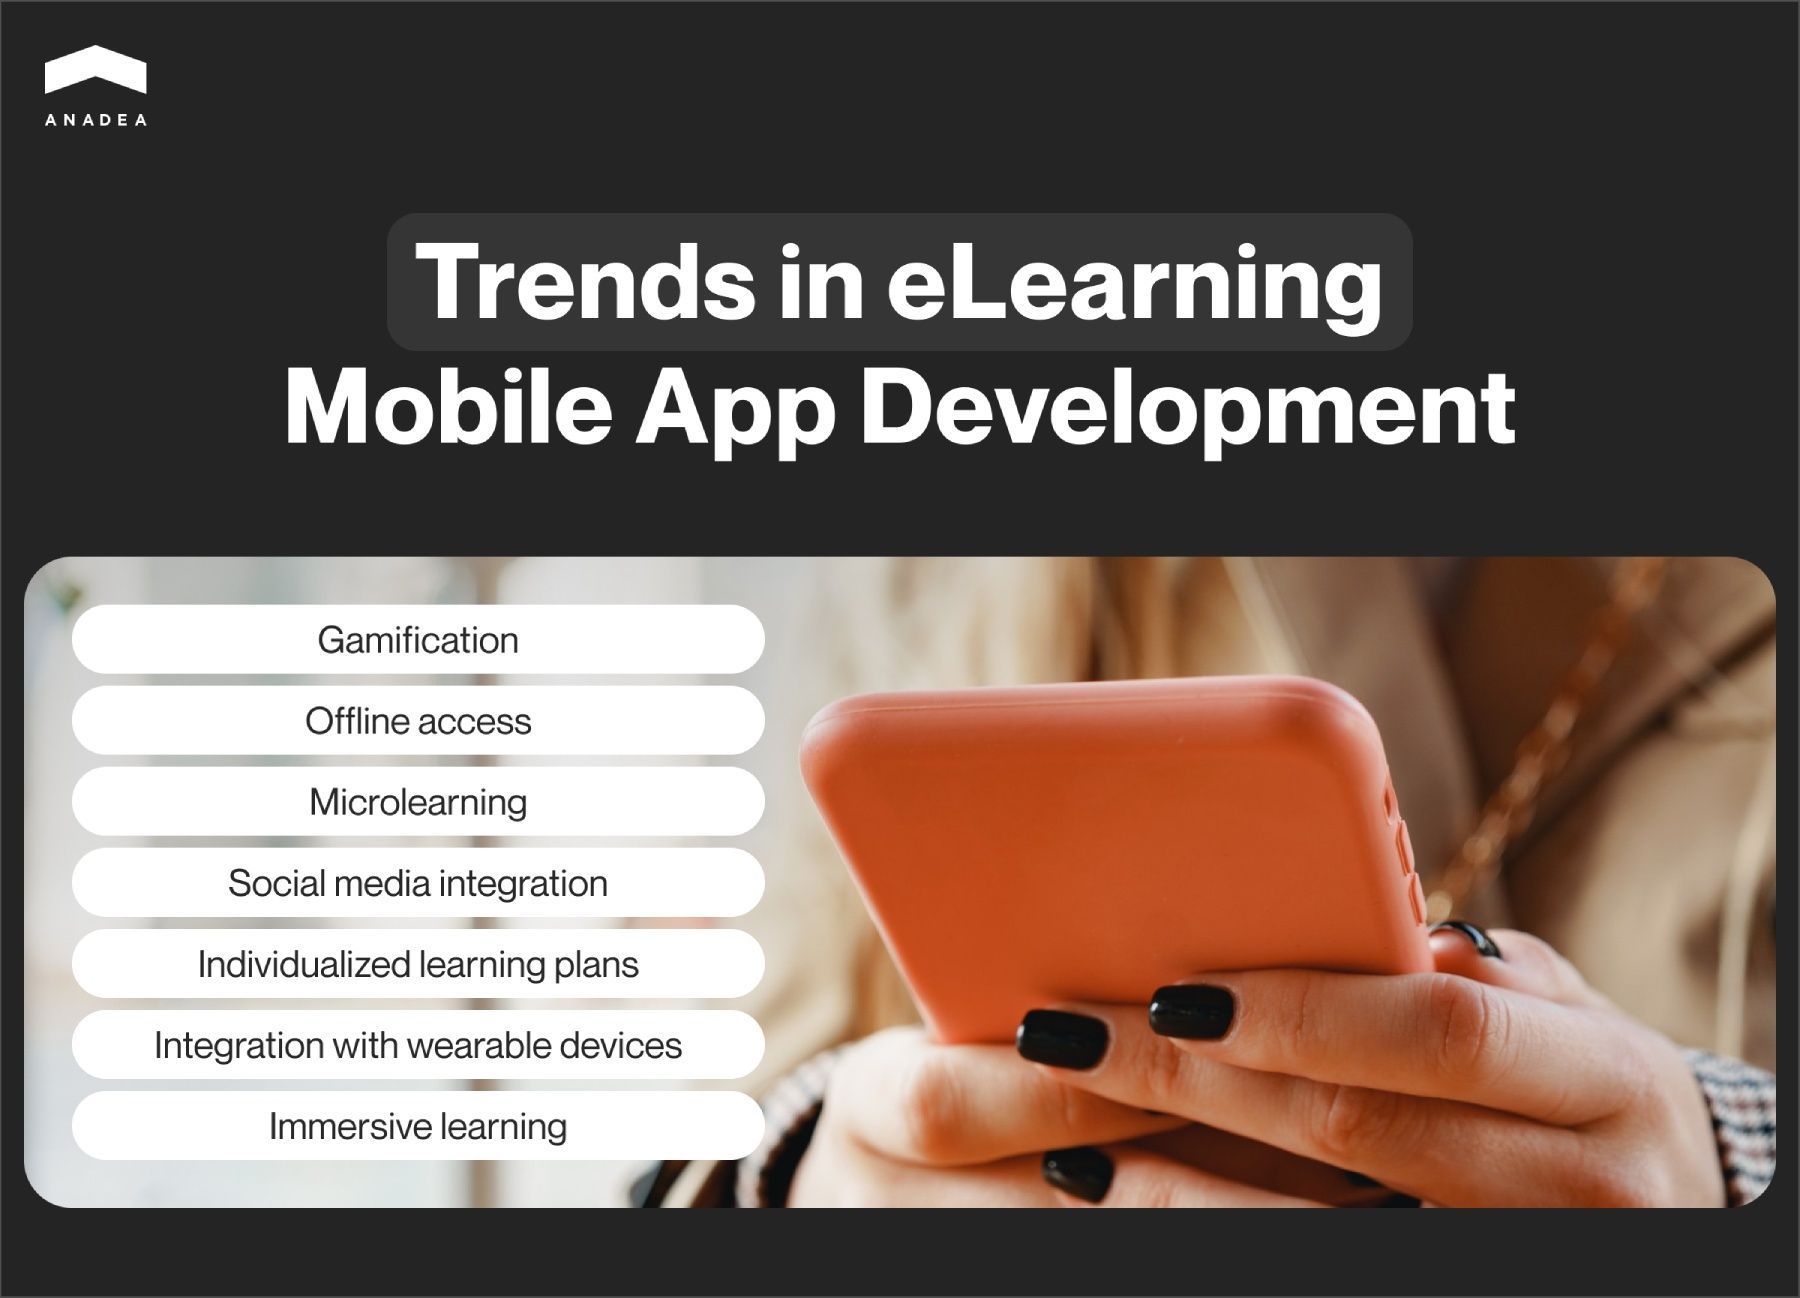 ANADEA
Trends in eLearning
Mobile App Development
Gamification
Offline access
Microlearning
Social media integration
Individualized learning plans
Integration with wearable devices
Immersive learning